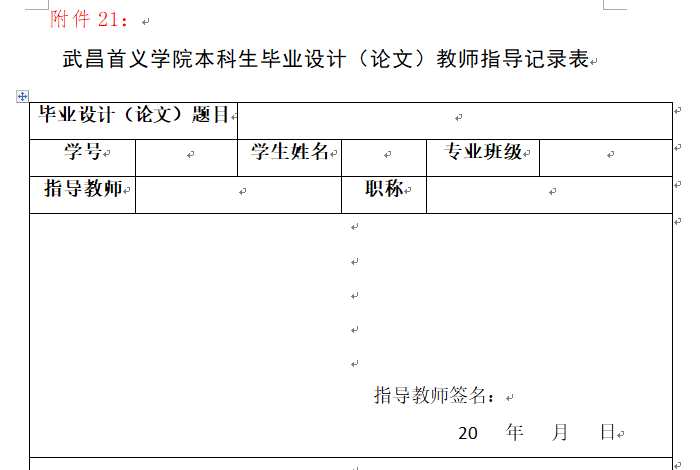 附件 21：
武昌首义学院本科生毕业设计（论文）教师指导记录表
毕业设计（论文）题目
学号 学生姓名 专业班级
指导教师 职称
指导教师签名：
20 年 月 日